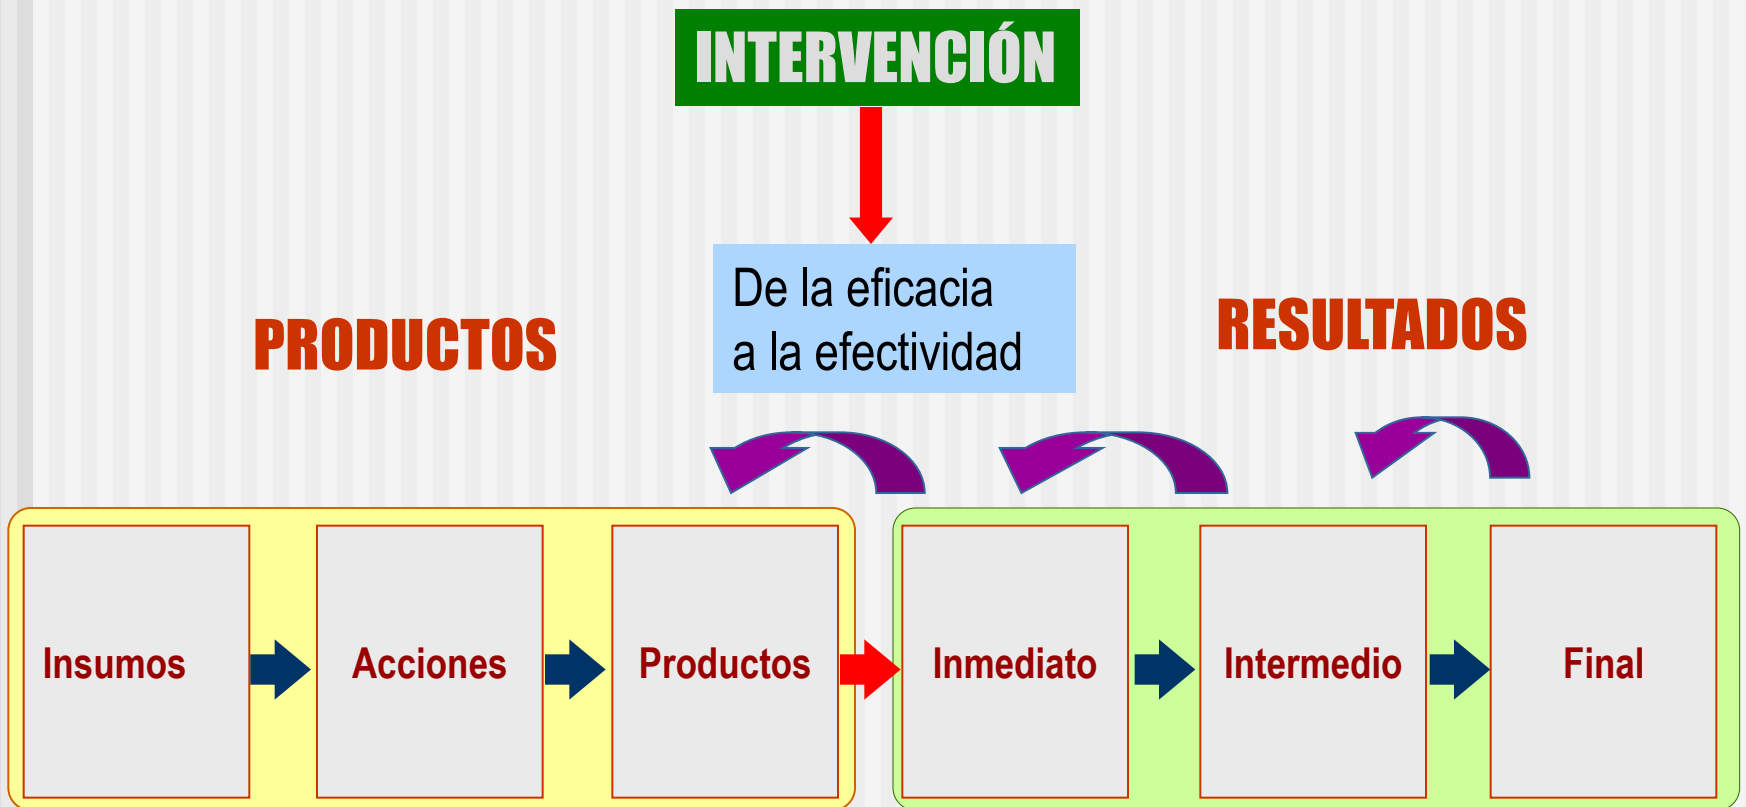 INTERVENCIÓN
De la eficacia
a la efectividad
PRODUCTOS
RESULTADOS
Insumos
Acciones
Productos
Inmediato
Intermedio
Final